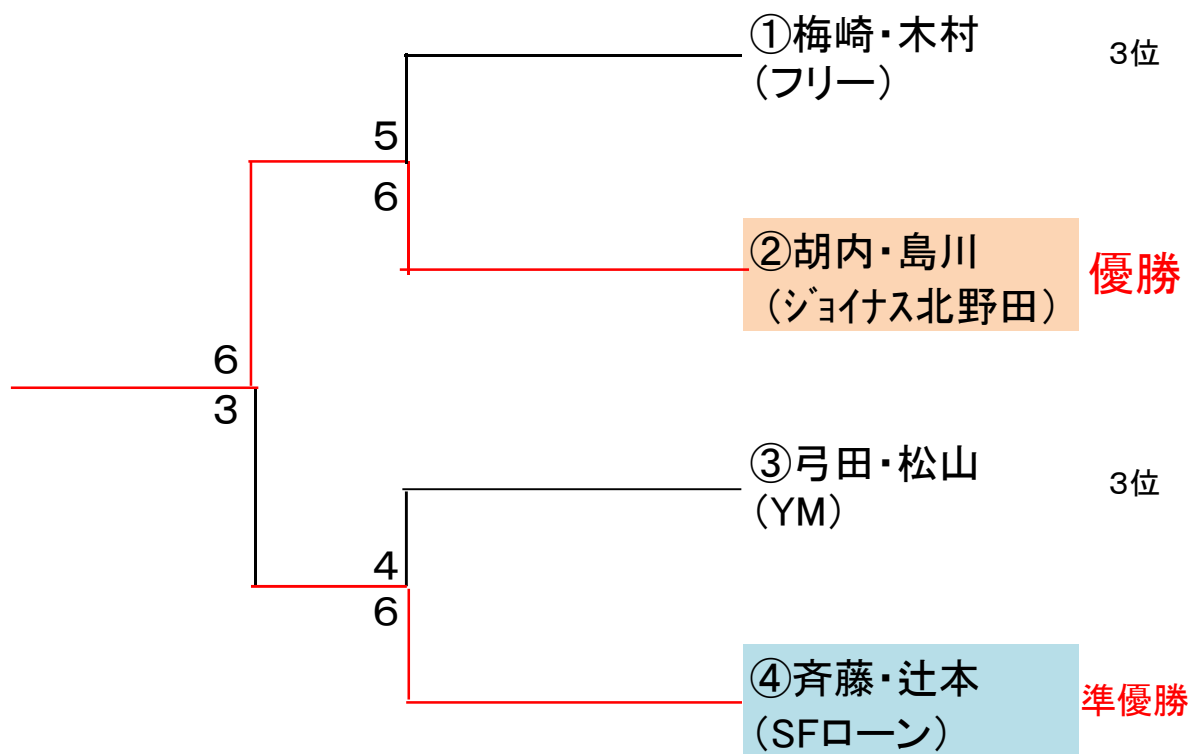 ①梅崎・木村
（フリー）
3位
5
6
②胡内・島川
（ｼﾞｮｲﾅｽ北野田）
優勝
6
3
③弓田・松山
（YM）
3位
4
6
④斉藤・辻本
（SFローン）
準優勝